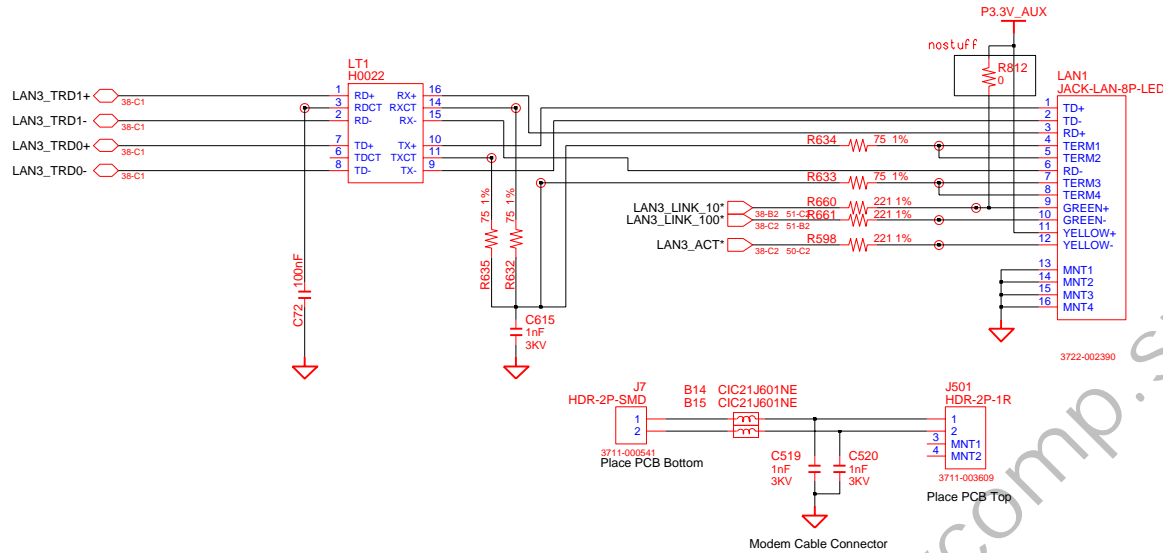 P3.3V_AUX
nostuff
R812
0
LT1
H0022
LAN1
JACK-LAN-8P-LED
LAN3_TRD1+ 38-C1 1 RD+ RX+ 16
3 RDCT RXCT 14
LAN3_TRD1- 38-C1 2 RD- RX- 15
LAN3_TRD0+ 38-C1 7 TD+ TX+ 10
6 TDCT TXCT 11
LAN3_TRD0- 38-C1 8 TD- TX- 9
1 TD+
2 TD-
3 RD+
R634 75 1% 4 TERM1
5 TERM2
6 RD-
R633 75 1% 7 TERM3
8 TERM4
LAN3_LINK_10* 38-B2 51-C2 R660 221 1% 9 GREEN+
LAN3_LINK_100* 38-C2 51-B2 R661 221 1% 10 GREEN-
11 YELLOW+
LAN3_ACT* 38-C2 50-C2 R598 221 1% 12 YELLOW-
13 MNT1
14 MNT2
15 MNT3
16 MNT4
3722-002390
C72 100nF
R635 75 1%
R632 75 1%
C615
1nF
3KV
J7
HDR-2P-SMD
1
2
3711-000541
Place PCB Bottom
B14 CIC21J601NE
B15 CIC21J601NE
C519
1nF
3KV
C520
1nF
3KV
J501
HDR-2P-1R
1
2
3 MNT1
4 MNT2
3711-003609
Place PCB Top
Modem Cable Connector